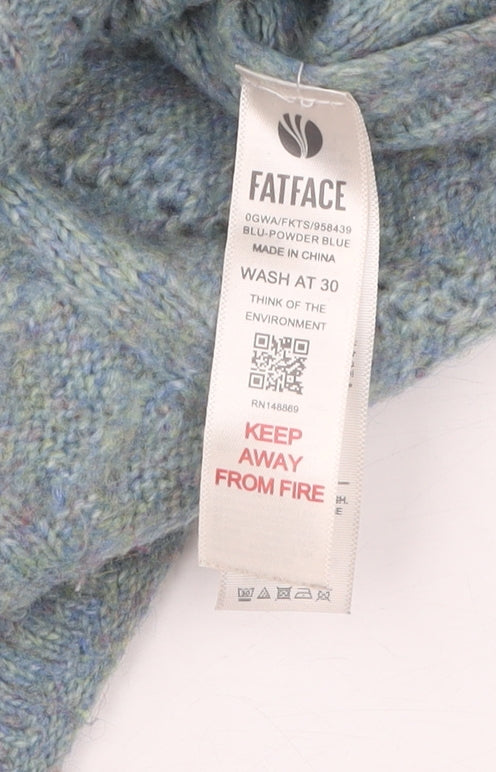 FATFACE
0GWA/FKTS/958439
BLU-POWDER BLUE
MADE IN CHINA
WASH AT 30
THINK OF THE
ENVIRONMENT
RN148869
KEEP
AWAY
FROM FIRE